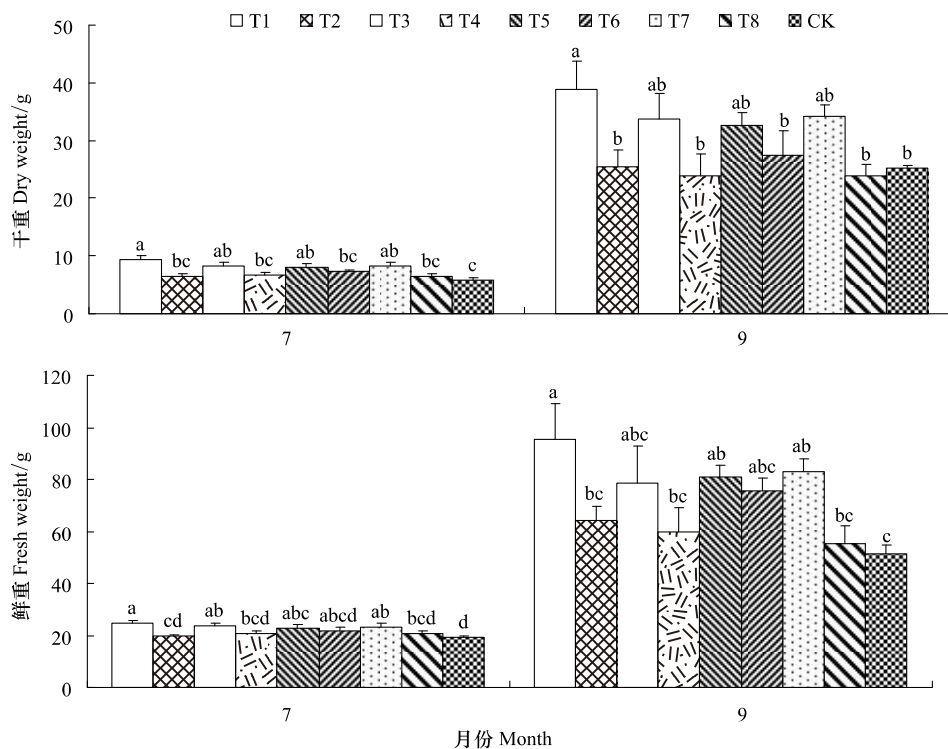 T1 T2 T3 T4 T5 T6 T7 T8 CK
干重 Dry weight/g
50
40
30
20
10
0
a bc ab bc ab bc ab bc c
a b ab b ab b ab b b
7 9
鲜重 Fresh weight/g
120
100
80
60
40
20
0
a cd ab bcd abc abcd ab bcd d
a bc abc bc ab abc ab bc c
7 9
月份 Month